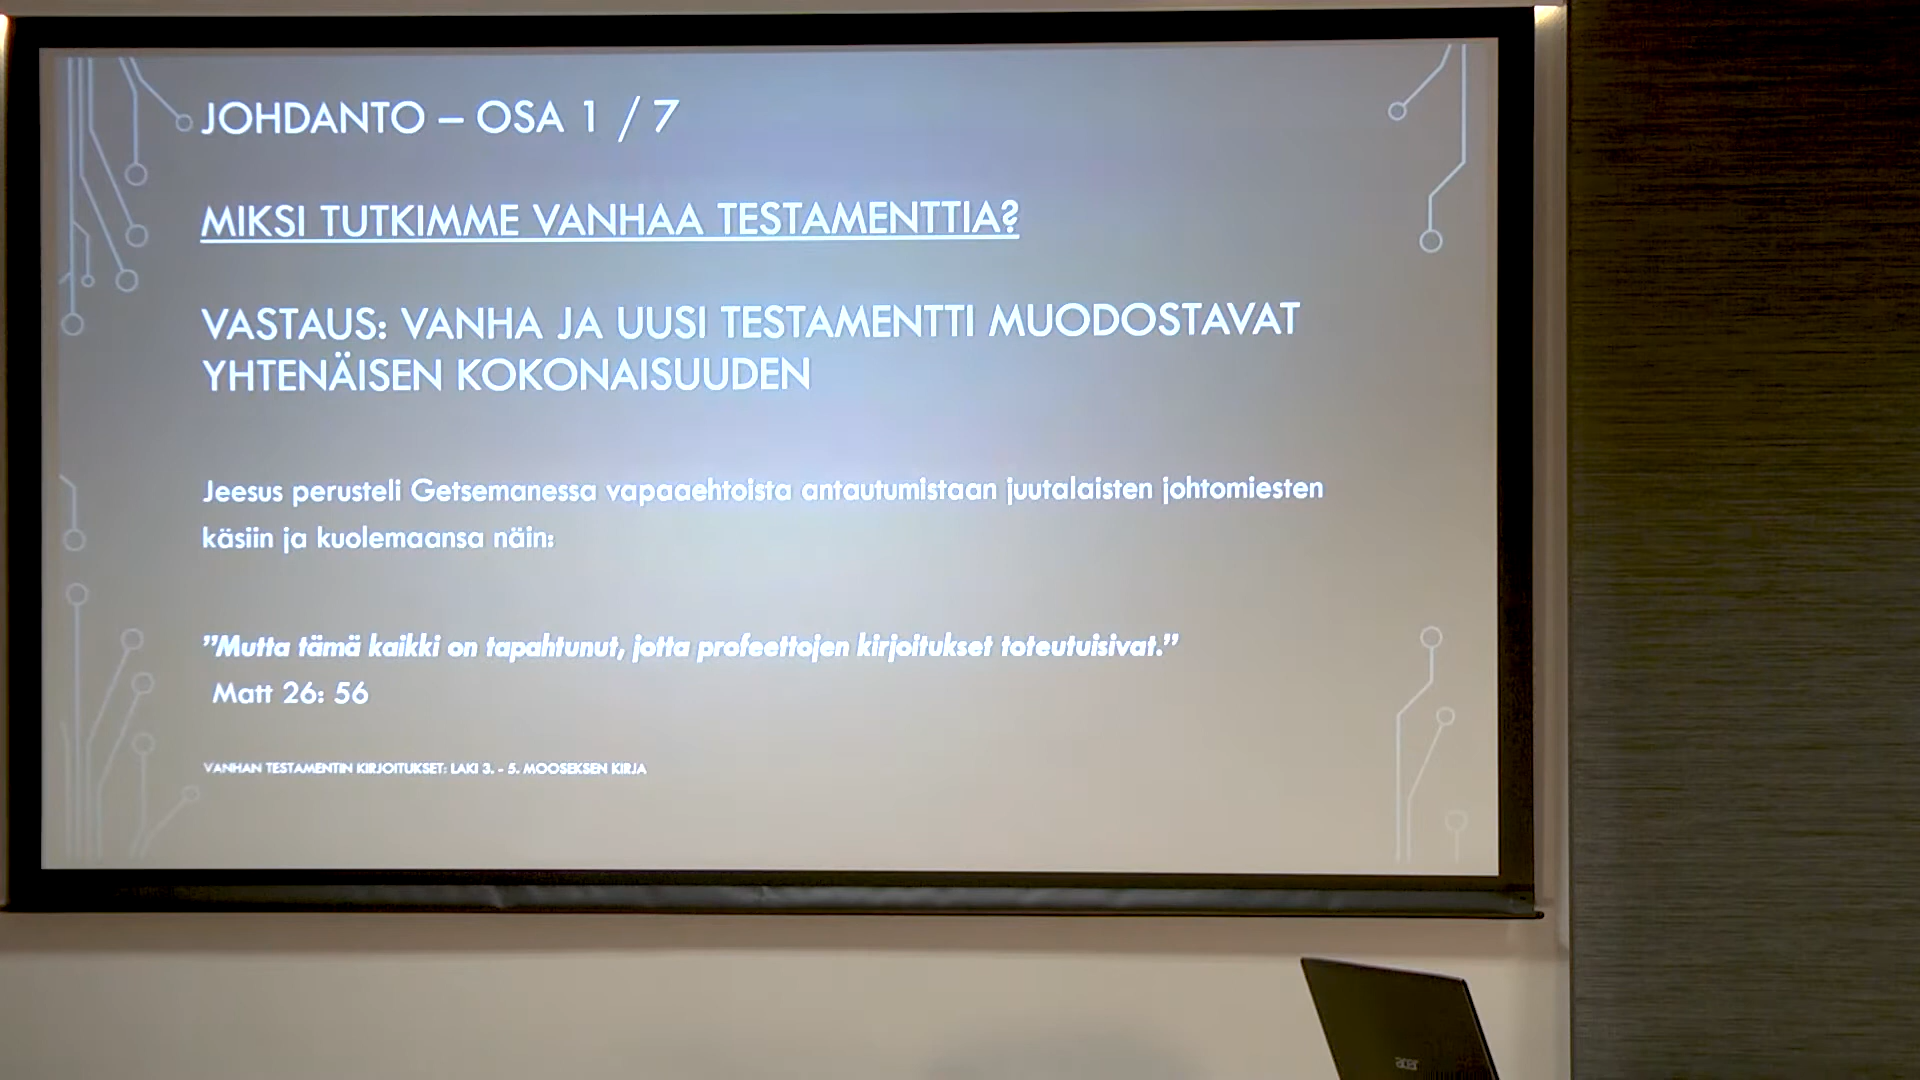 JOHDANTO – OSA 1 / 7
MIKSI TUTKIMME VANHAA TESTAMENTTIA?
VASTAUS: VANHA JA UUSI TESTAMENTTI MUODOSTAVAT
YHTENÄISEN KOKONAISUUDEN
Jeesus perusteli Getsemanessa vapaaehtoista antautumistaan juutalaisten johtomiesten
käsiin ja kuolemaansa näin:
”Mutta tämä kaikki on tapahtunut, jotta profeettojen kirjoitukset toteutuisivat.”
Matt 26: 56
VANHAN TESTAMENTIN KIRJOITUKSET: LAKI 3. - 5. MOOSEKSEN KIRJA
acer